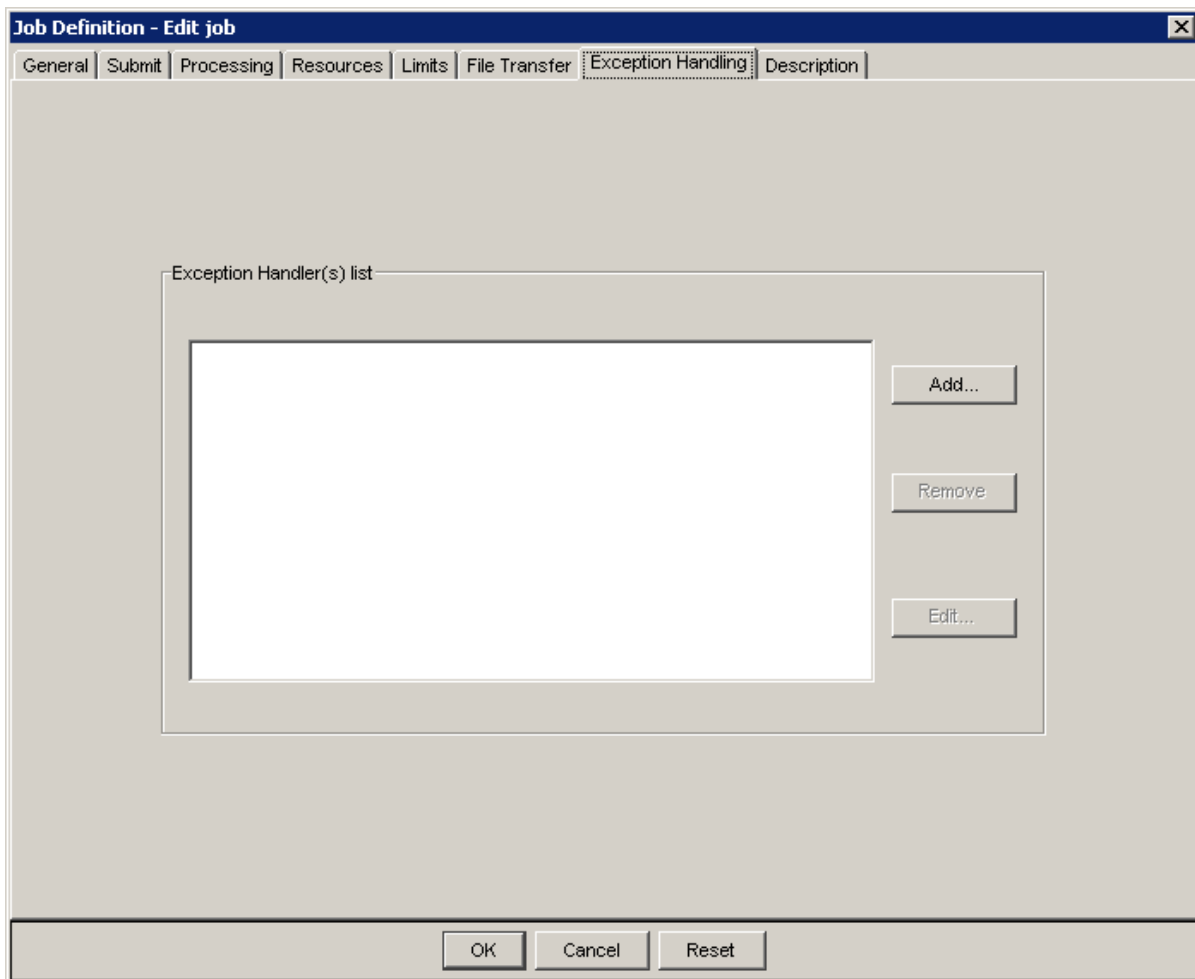 Job Definition - Edit job
General Submit Processing Resources Limits File Transfer Exception Handling Description
Exception Handler(s) list
Add...
Remove
Edit...
OK Cancel Reset